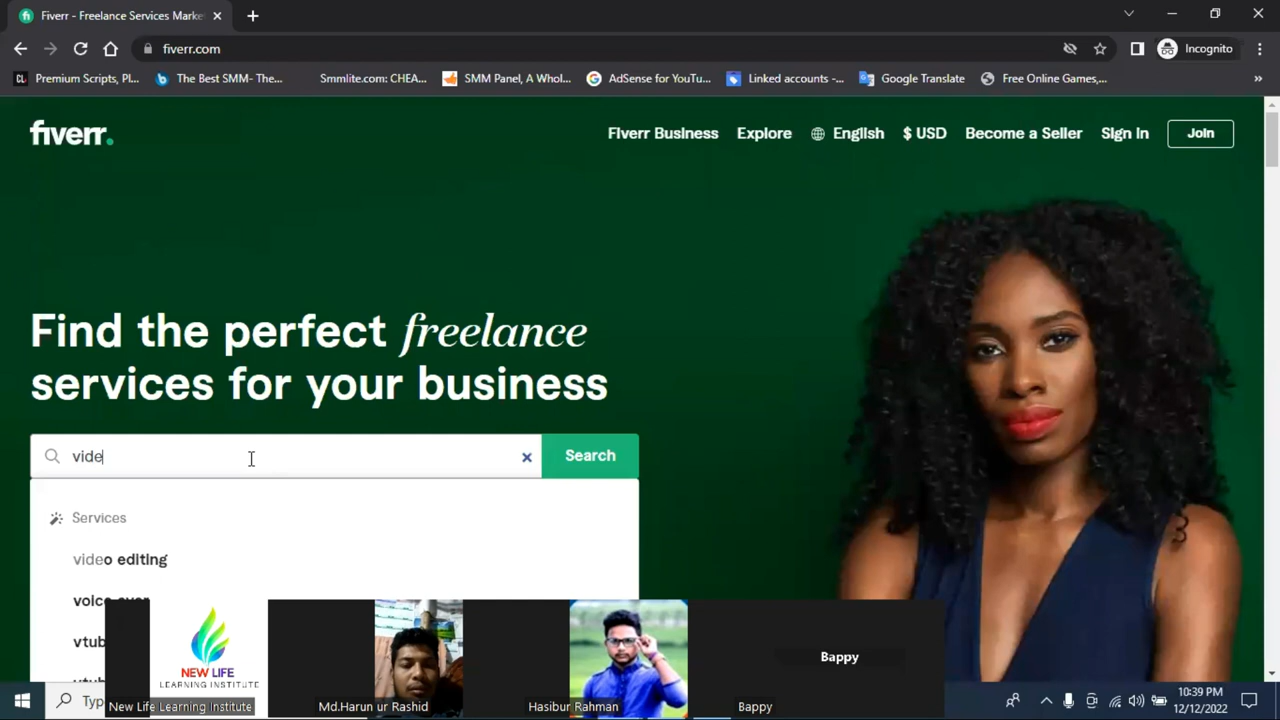 Fiverr - Freelance Services Marke
fiverr.com
Incognito
Premium Scripts, Pl...
The Best SMM- The...
Smmlite.com: CHEA...
SMM Panel, A Whol...
AdSense for YouTu...
Linked accounts -...
Google Translate
Free Online Games,...
fiverr.
Fiverr Business
Explore
English
$ USD
Become a Seller
Sign In
Join
Find the perfect freelance
services for your business
vide
Search
Services
video editing
voice over
vtub
NEW LIFE
LEARNING INSTITUTE
Bappy
Typ
New Life Learning Institute
Md.Harun ur Rashid
Hasibur Rahman
Bappy
10:39 PM
12/12/2022